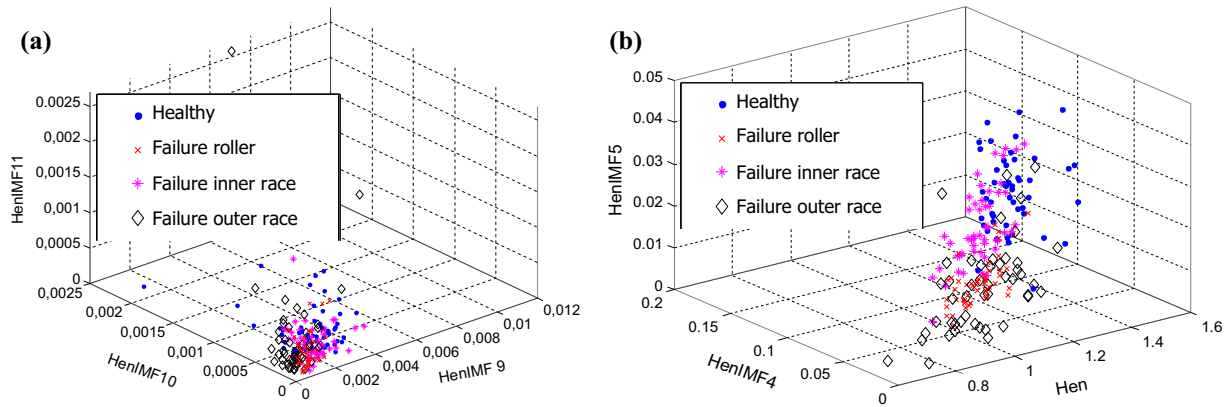 (a)
0.0025
0,002
0,0015
0,001
0,0005
0
HenIMF11
Healthy
Failure roller
Failure inner race
Failure outer race
0,0025
0,002
0,0015
0,001
0,0005
0
HenIMF10
0
0,002
0,004
0,006
0,008
0,01
0,012
HenIMF 9
(b)
0.05
0.04
0.03
0.02
0.01
0
HenIMF5
Healthy
Failure roller
Failure inner race
Failure outer race
0.2
0.15
0.1
0.05
0
HenIMF4
0.8
1
1.2
1.4
1.6
Hen